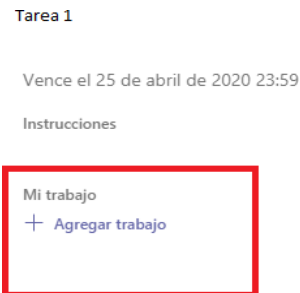 Tarea 1
Vence el 25 de abril de 2020 23:59
Instrucciones
Mi trabajo
+ Agregar trabajo